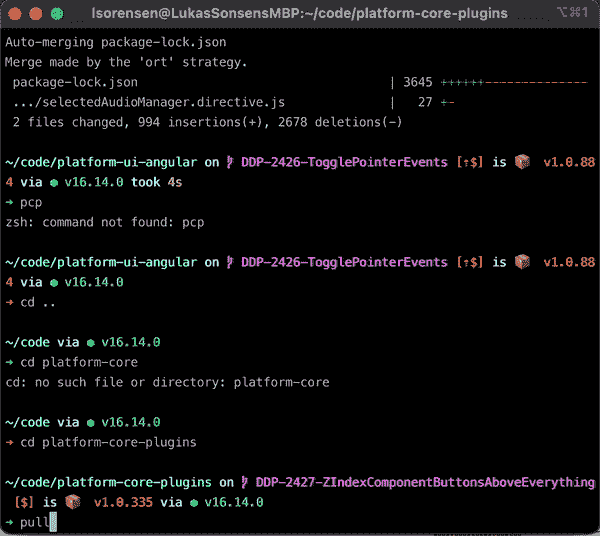 lsorensen@LukasSonsensMBP:~/code/platform-core-plugins ⌥⌘1
Auto-merging package-lock.json
Merge made by the 'ort' strategy.
package-lock.json | 3645 ++++++--------------
.../selectedAudioManager.directive.js | 27 +-
2 files changed, 994 insertions(+), 2678 deletions(-)
~/code/platform-ui-angular on DDP-2426-TogglePointerEvents [⇡$] is 📦 v1.0.88
4 via ⬢ v16.14.0 took 4s
➜ pcp
zsh: command not found: pcp
~/code/platform-ui-angular on DDP-2426-TogglePointerEvents [⇡$] is 📦 v1.0.88
4 via ⬢ v16.14.0
➜ cd ..
~/code via ⬢ v16.14.0
➜ cd platform-core
cd: no such file or directory: platform-core
~/code via ⬢ v16.14.0
➜ cd platform-core-plugins
~/code/platform-core-plugins on DDP-2427-ZIndexComponentButtonsAboveEverything
[$] is 📦 v1.0.335 via ⬢ v16.14.0
➜ pull